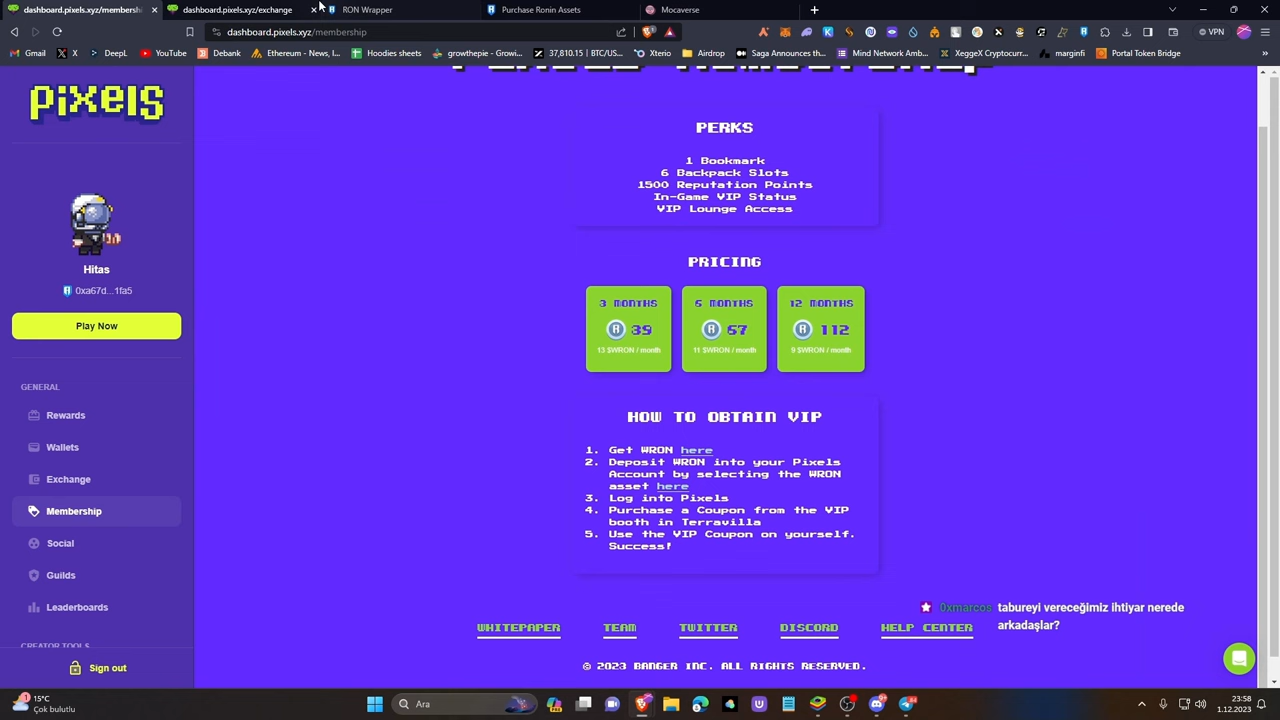 dashboard.pixels.xyz/membersh
dashboard.pixels.xyz/exchange
RON Wrapper
Purchase Ronin Assets
Mocaverse
dashboard.pixels.xyz/membership
VPN
Gmail
X
DeepL
YouTube
Debank
Ethereum - News, I...
Hoodies sheets
growthepie - Growi...
37,810.15 | BTC/US...
Xterio
Airdrop
Saga Announces th...
Mind Network Amb...
XeggeX Cryptocurr...
marginfi
Portal Token Bridge
pixels
Hitas
0xa67d...1fa5
Play Now
GENERAL
Rewards
Wallets
Exchange
Membership
Social
Guilds
Leaderboards
CREATOR TOOLS
Sign out
PERKS
1 Bookmark
6 Backpack Slots
1500 Reputation Points
In-Game VIP Status
VIP Lounge Access
PRICING
3 MONTHS
39
13 $WRON / month
6 MONTHS
67
11 $WRON / month
12 MONTHS
112
9 $WRON / month
HOW TO OBTAIN VIP
1. Get WRON here
2. Deposit WRON into your Pixels
Account by selecting the WRON
asset here
3. Log into Pixels
4. Purchase a Coupon from the VIP
booth in Terravilla
5. Use the VIP Coupon on yourself.
Success!
0xmarcos tabureyi vereceğimiz ihtiyar nerede
arkadaşlar?
WHITEPAPER
TEAM
TWITTER
DISCORD
HELP CENTER
© 2023 BANGER INC. ALL RIGHTS RESERVED.
15°C
Çok bulutlu
Ara
23:58
1.12.2023